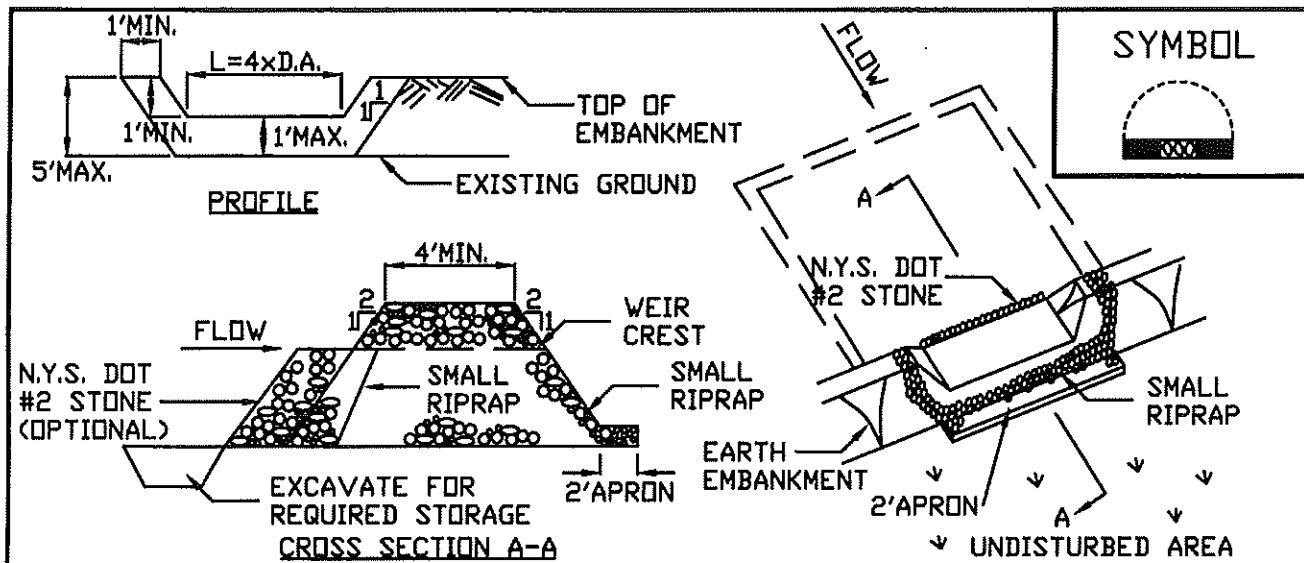 1'MIN.
L=4xD.A.
1
1
TOP OF
EMBANKMENT
1'MIN.
1'MAX.
5'MAX.
EXISTING GROUND
PROFILE
4'MIN.
2
1
2
1
WEIR
CREST
FLOW
N.Y.S. DOT
#2 STONE
(OPTIONAL)
SMALL
RIPRAP
SMALL
RIPRAP
2'APRON
EXCAVATE FOR
REQUIRED STORAGE
CROSS SECTION A-A
FLOW
A
N.Y.S. DOT
#2 STONE
SMALL
RIPRAP
EARTH
EMBANKMENT
2'APRON
A
UNDISTURBED AREA
SYMBOL